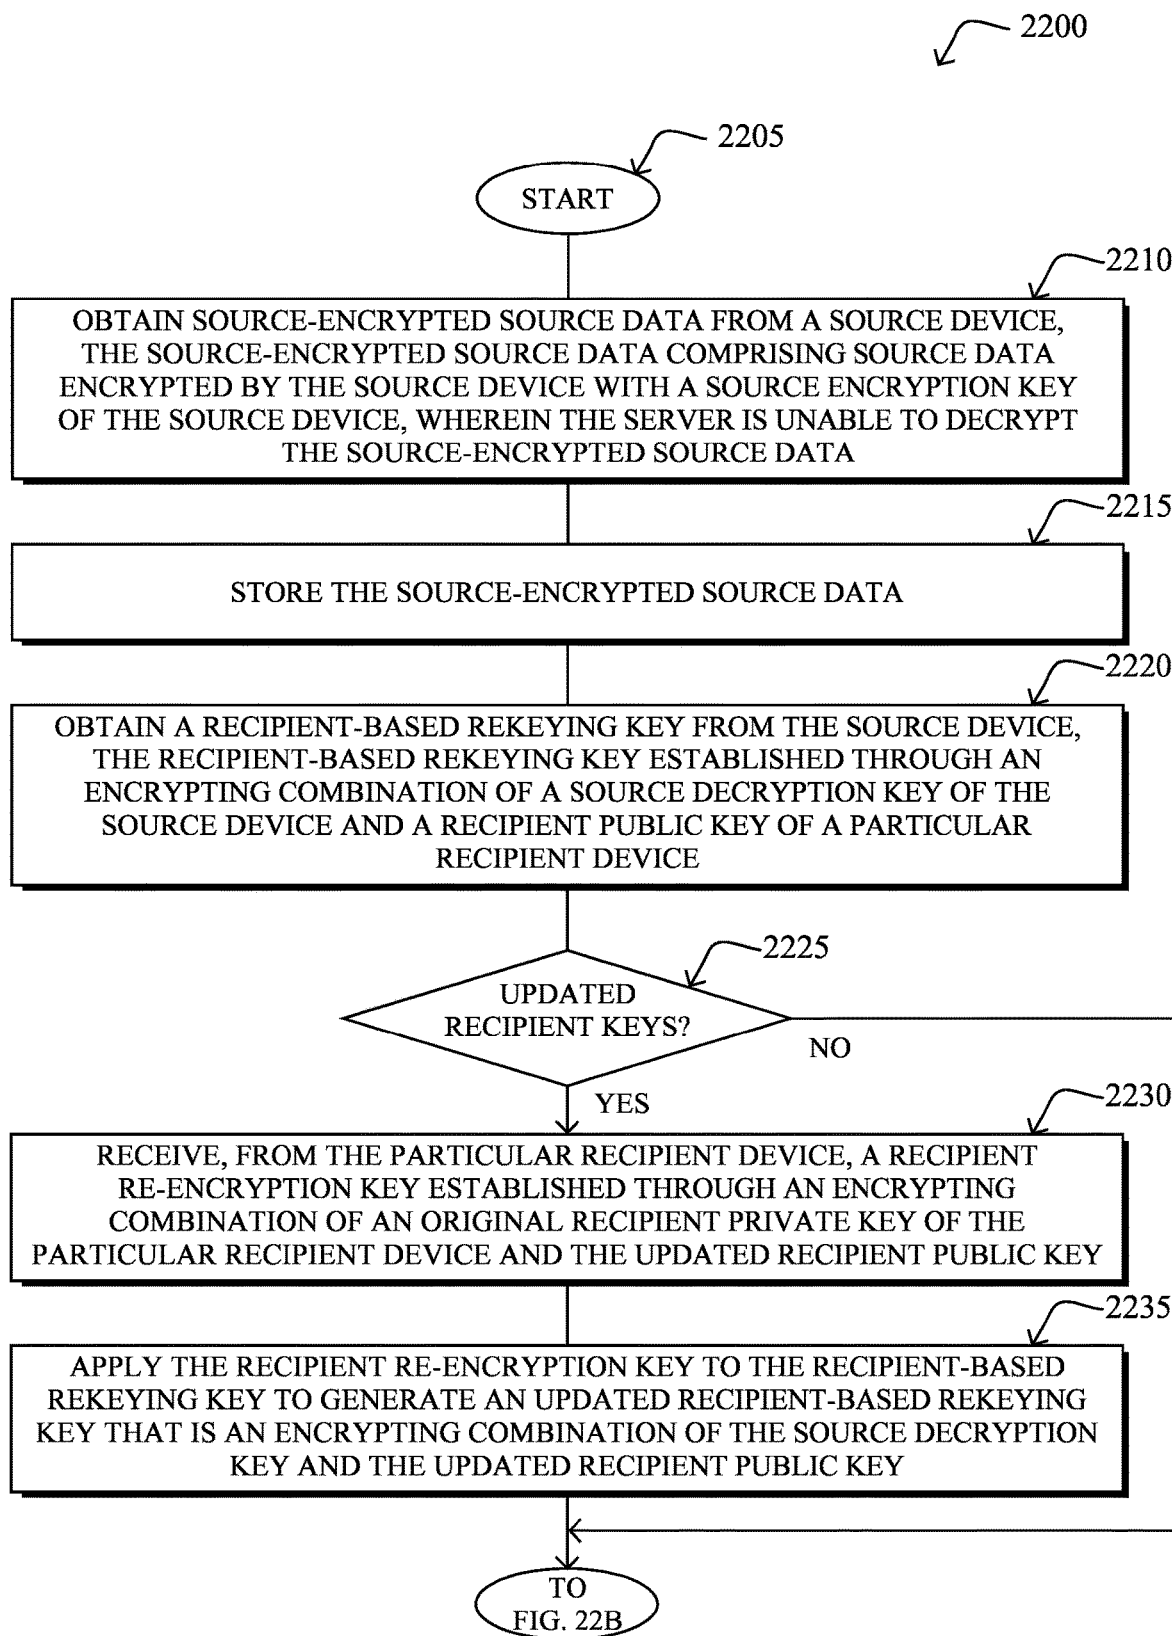 2200
2205
START
2210
OBTAIN SOURCE-ENCRYPTED SOURCE DATA FROM A SOURCE DEVICE,
THE SOURCE-ENCRYPTED SOURCE DATA COMPRISING SOURCE DATA
ENCRYPTED BY THE SOURCE DEVICE WITH A SOURCE ENCRYPTION KEY
OF THE SOURCE DEVICE, WHEREIN THE SERVER IS UNABLE TO DECRYPT
THE SOURCE-ENCRYPTED SOURCE DATA
2215
STORE THE SOURCE-ENCRYPTED SOURCE DATA
2220
OBTAIN A RECIPIENT-BASED REKEYING KEY FROM THE SOURCE DEVICE,
THE RECIPIENT-BASED REKEYING KEY ESTABLISHED THROUGH AN
ENCRYPTING COMBINATION OF A SOURCE DECRYPTION KEY OF THE
SOURCE DEVICE AND A RECIPIENT PUBLIC KEY OF A PARTICULAR
RECIPIENT DEVICE
2225
UPDATED
RECIPIENT KEYS?
NO
YES
2230
RECEIVE, FROM THE PARTICULAR RECIPIENT DEVICE, A RECIPIENT
RE-ENCRYPTION KEY ESTABLISHED THROUGH AN ENCRYPTING
COMBINATION OF AN ORIGINAL RECIPIENT PRIVATE KEY OF THE
PARTICULAR RECIPIENT DEVICE AND THE UPDATED RECIPIENT PUBLIC KEY
2235
APPLY THE RECIPIENT RE-ENCRYPTION KEY TO THE RECIPIENT-BASED
REKEYING KEY TO GENERATE AN UPDATED RECIPIENT-BASED REKEYING
KEY THAT IS AN ENCRYPTING COMBINATION OF THE SOURCE DECRYPTION
KEY AND THE UPDATED RECIPIENT PUBLIC KEY
TO
FIG. 22B